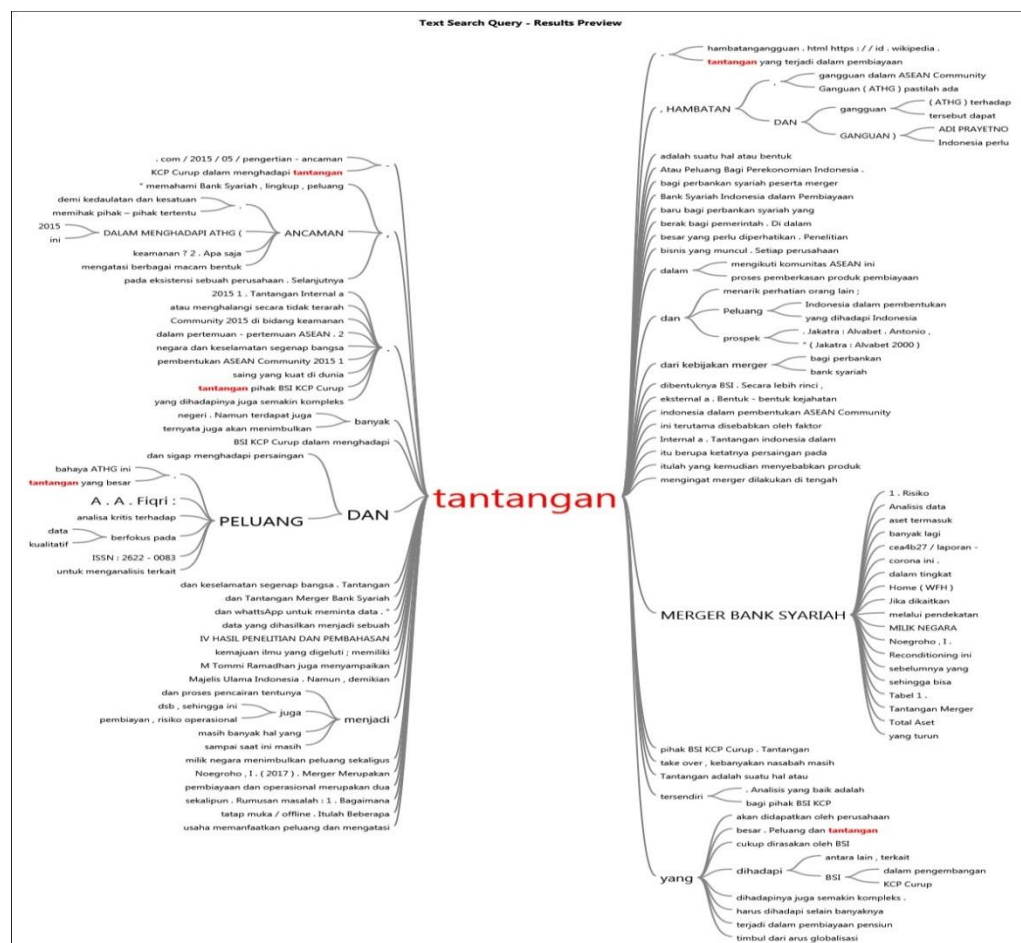 Text Search Query - Results Preview
. com / 2015 / 05 / pengertian - ancaman
KCP Curup dalam menghadapi tantangan
.
" memahami Bank Syariah , lingkup , peluang
demi kedaulatan dan kesatuan
memihak pihak – pihak tertentu
,
2015
ini
DALAM MENGHADAPI ATHG (
keamanan ? 2 . Apa saja
mengatasi berbagai macam bentuk
ANCAMAN
pada eksistensi sebuah perusahaan . Selanjutnya
,
2015 1 . Tantangan Internal a
atau menghalangi secara tidak terarah
Community 2015 di bidang keamanan
dalam pertemuan - pertemuan ASEAN . 2
negara dan keselamatan segenap bangsa
pembentukan ASEAN Community 2015 1
saing yang kuat di dunia
tantangan pihak BSI KCP Curup
yang dihadapinya juga semakin kompleks
.
negeri . Namun terdapat juga
ternyata juga akan menimbulkan
banyak
BSI KCP Curup dalam menghadapi
dan sigap menghadapi persaingan
bahaya ATHG ini
tantangan yang besar
.
A . A . Fiqri :
analisa kritis terhadap
data
kualitatif
berfokus pada
ISSN : 2622 - 0083
untuk menganalisis terkait
PELUANG
DAN
dan keselamatan segenap bangsa . Tantangan
dan Tantangan Merger Bank Syariah
dan whattsApp untuk meminta data . "
data yang dihasilkan menjadi sebuah
IV HASIL PENELITIAN DAN PEMBAHASAN
kemajuan ilmu yang digeluti ; memiliki
M Tommi Ramadhan juga menyampaikan
Majelis Ulama Indonesia . Namun , demikian
dan proses pencairan tentunya
dsb , sehingga ini
pembiayan , risiko operasional
juga
masih banyak hal yang
sampai saat ini masih
menjadi
milik negara menimbulkan peluang sekaligus
Noegroho , I . ( 2017 ) . Merger Merupakan
pembiayaan dan operasional merupakan dua
sekalipun . Rumusan masalah : 1 . Bagaimana
tatap muka / offline . Itulah Beberapa
usaha memanfaatkan peluang dan mengatasi
tantangan
.
hambatangangguan . html https : / / id . wikipedia .
tantangan yang terjadi dalam pembiayaan
, HAMBATAN
,
gangguan dalam ASEAN Community
Ganguan ( ATHG ) pastilah ada
DAN
gangguan
( ATHG ) terhadap
tersebut dapat
GANGUAN )
ADI PRAYETNO
Indonesia perlu
adalah suatu hal atau bentuk
Atau Peluang Bagi Perekonomian Indonesia .
bagi perbankan syariah peserta merger
Bank Syariah Indonesia dalam Pembiayaan
baru bagi perbankan syariah yang
berak bagi pemerintah . Di dalam
besar yang perlu diperhatikan . Penelitian
bisnis yang muncul . Setiap perusahaan
dalam
mengikuti komunitas ASEAN ini
proses pemberkasan produk pembiayaan
dan
menarik perhatian orang lain ;
Peluang
Indonesia dalam pembentukan
yang dihadapi Indonesia
prospek
. Jakatra : Alvabet . Antonio ,
" ( Jakatra : Alvabet 2000 )
dari kebijakan merger
bagi perbankan
bank syariah
dibentuknya BSI . Secara lebih rinci ,
eksternal a . Bentuk - bentuk kejahatan
indonesia dalam pembentukan ASEAN Community
ini terutama disebabkan oleh faktor
Internal a . Tantangan indonesia dalam
itu berupa ketatnya persaingan pada
itulah yang kemudian menyebabkan produk
mengingat merger dilakukan di tengah
MERGER BANK SYARIAH
1 . Risiko
Analisis data
aset termasuk
banyak lagi
cea4b27 / laporan -
corona ini .
dalam tingkat
Home ( WFH )
Jika dikaitkan
melalui pendekatan
MILIK NEGARA
Noegroho , I .
Reconditioning ini
sebelumnya yang
sehingga bisa
Tabel 1 .
Tantangan Merger
Total Aset
yang turun
pihak BSI KCP Curup . Tantangan
take over , kebanyakan nasabah masih
Tantangan adalah suatu hal atau
tersendiri
. Analisis yang baik adalah
bagi pihak BSI KCP
yang
akan didapatkan oleh perusahaan
besar . Peluang dan tantangan
cukup dirasakan oleh BSI
dihadapi
antara lain , terkait
BSI
dalam pengembangan
KCP Curup
dihadapinya juga semakin kompleks .
harus dihadapi selain banyaknya
terjadi dalam pembiayaan pensiun
timbul dari arus globalisasi